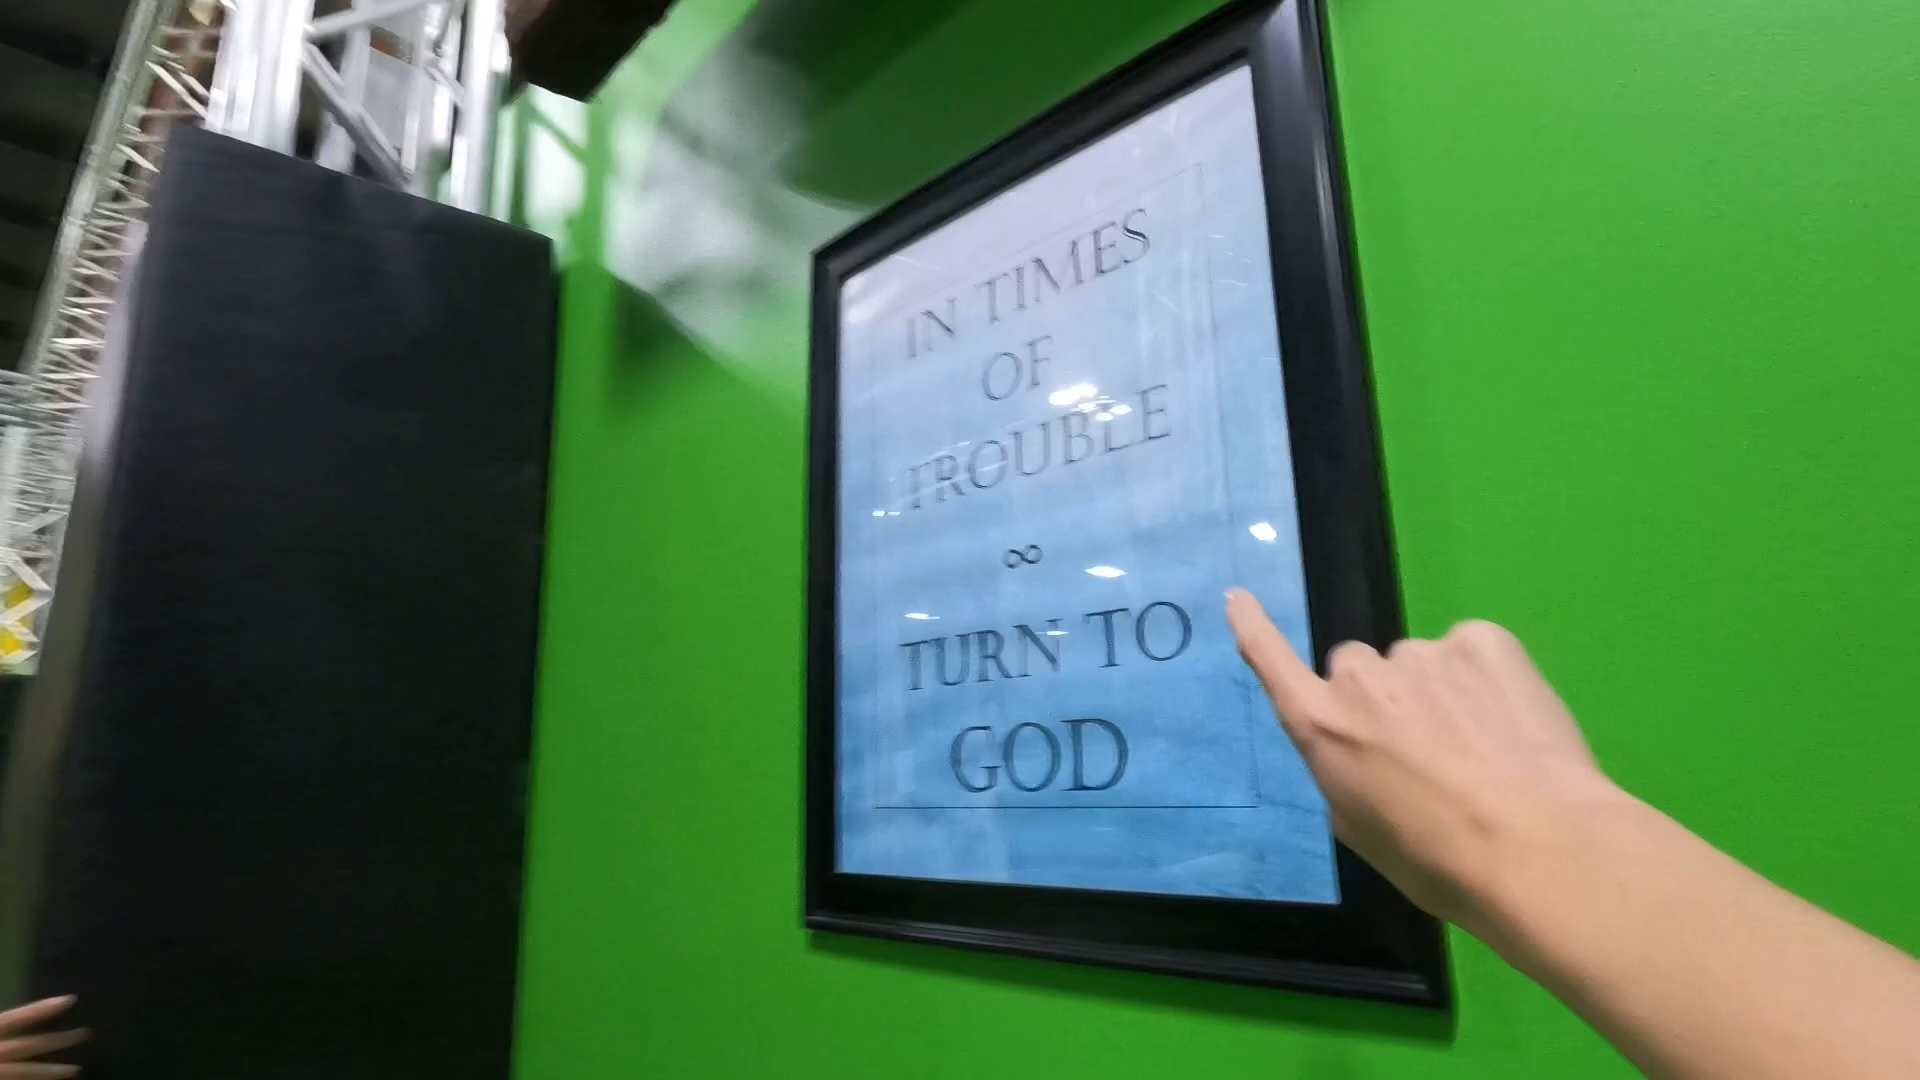 IN TIMES
OF
TROUBLE
∞
TURN TO
GOD